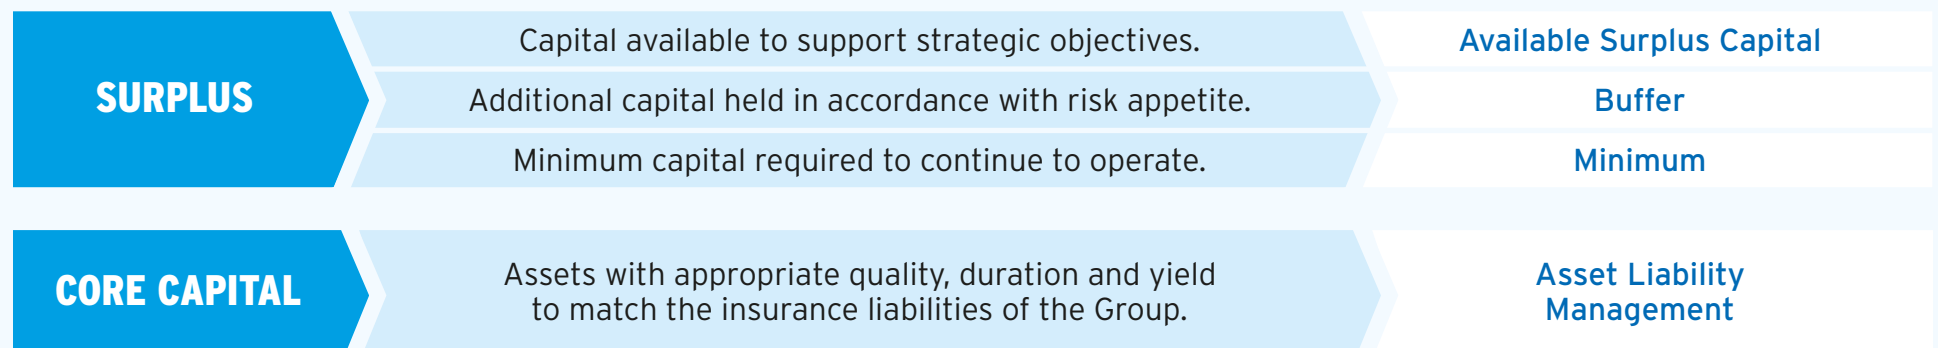 SURPLUS
Capital available to support strategic objectives.
Available Surplus Capital
Additional capital held in accordance with risk appetite.
Buffer
Minimum capital required to continue to operate.
Minimum
CORE CAPITAL
Assets with appropriate quality, duration and yield
to match the insurance liabilities of the Group.
Asset Liability
Management